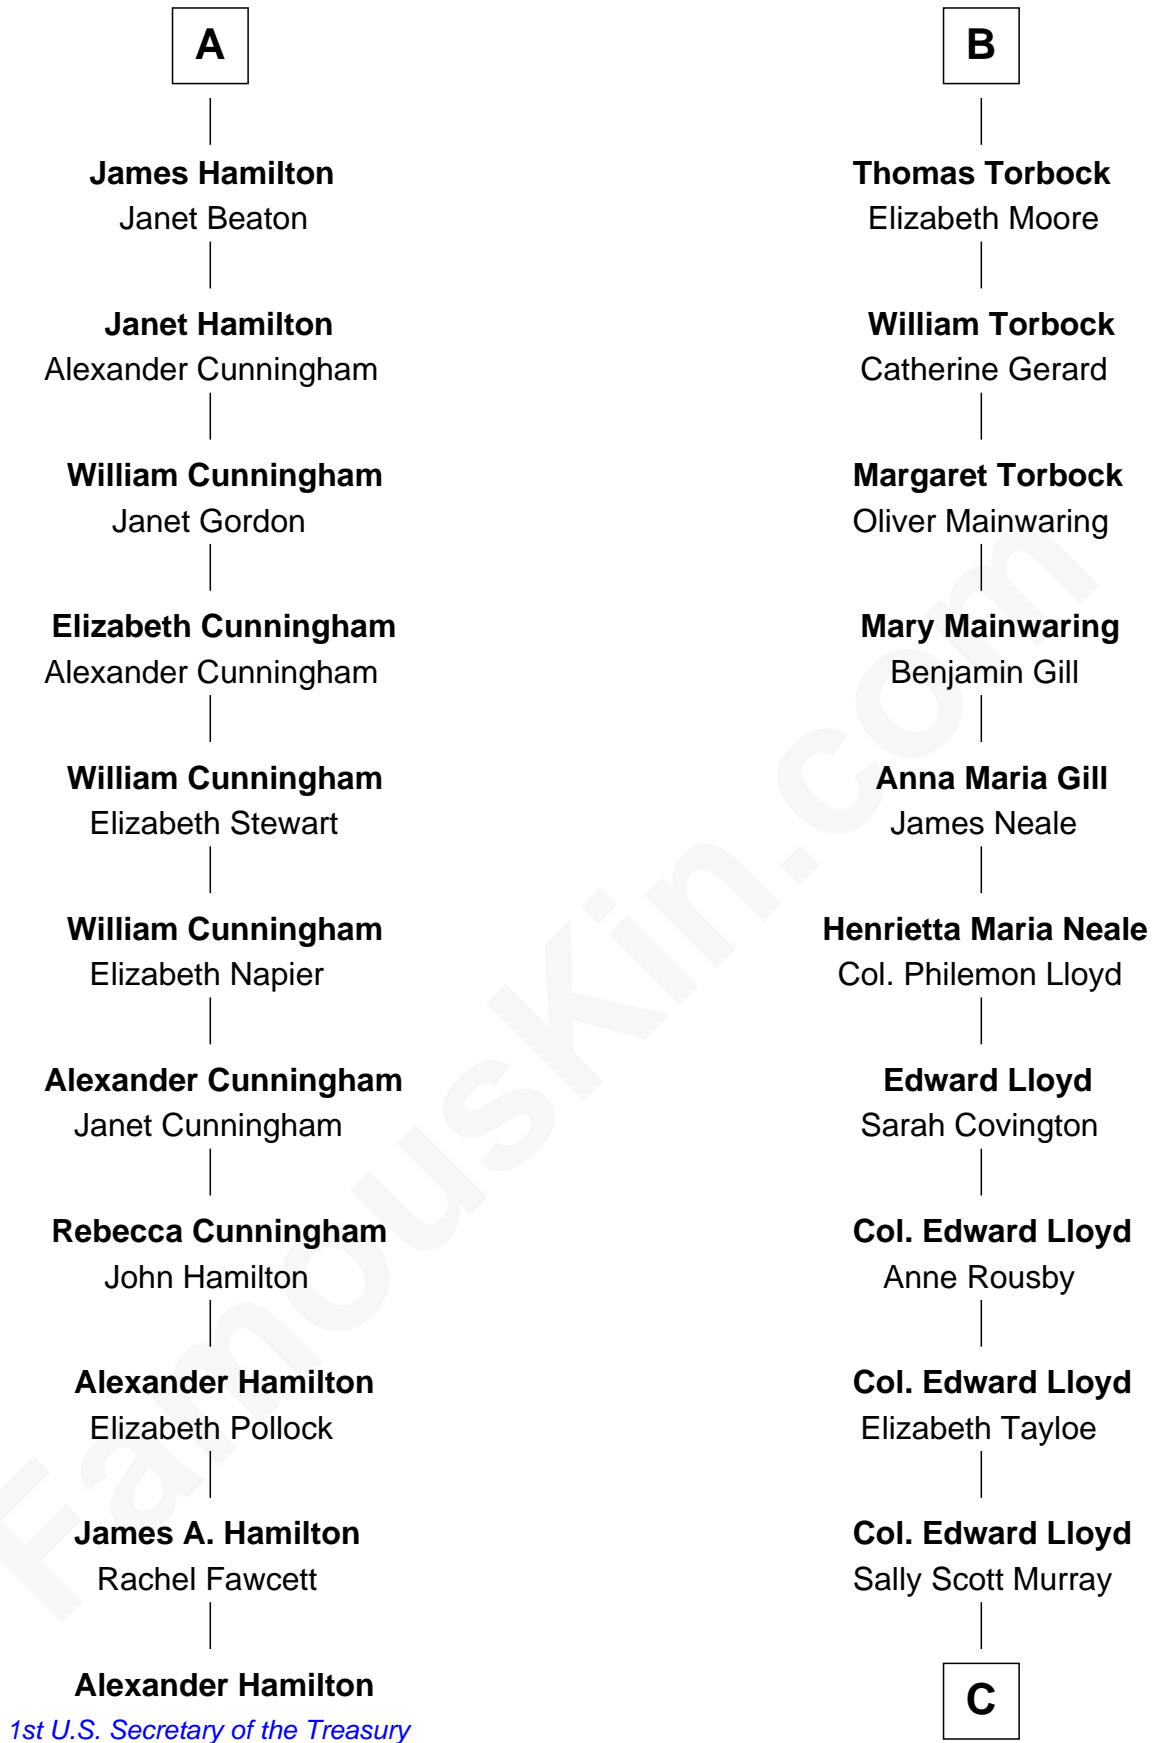 A
James Hamilton
Janet Beaton
Janet Hamilton
Alexander Cunningham
William Cunningham
Janet Gordon
Elizabeth Cunningham
Alexander Cunningham
William Cunningham
Elizabeth Stewart
William Cunningham
Elizabeth Napier
Alexander Cunningham
Janet Cunningham
Rebecca Cunningham
John Hamilton
Alexander Hamilton
Elizabeth Pollock
James A. Hamilton
Rachel Fawcett
Alexander Hamilton
1st U.S. Secretary of the Treasury
B
Thomas Torbock
Elizabeth Moore
William Torbock
Catherine Gerard
Margaret Torbock
Oliver Mainwaring
Mary Mainwaring
Benjamin Gill
Anna Maria Gill
James Neale
Henrietta Maria Neale
Col. Philemon Lloyd
Edward Lloyd
Sarah Covington
Col. Edward Lloyd
Anne Rousby
Col. Edward Lloyd
Elizabeth Tayloe
Col. Edward Lloyd
Sally Scott Murray
C
FamousKin.com